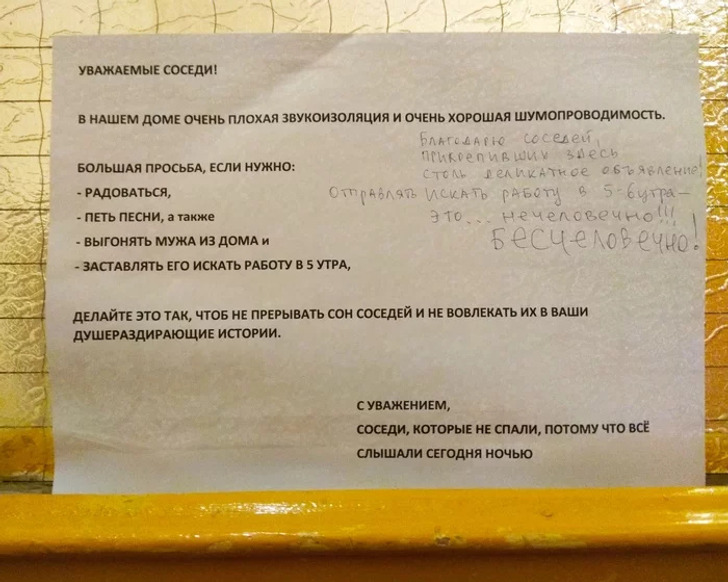 УВАЖАЕМЫЕ СОСЕДИ!
В НАШЕМ ДОМЕ ОЧЕНЬ ПЛОХАЯ ЗВУКОИЗОЛЯЦИЯ И ОЧЕНЬ ХОРОШАЯ ШУМОПРОВОДИМОСТЬ.
БОЛЬШАЯ ПРОСЬБА, ЕСЛИ НУЖНО:
- РАДОВАТЬСЯ,
- ПЕТЬ ПЕСНИ, а также
- ВЫГОНЯТЬ МУЖА ИЗ ДОМА и
- ЗАСТАВЛЯТЬ ЕГО ИСКАТЬ РАБОТУ В 5 УТРА,
Благодарю соседей,
прикрепивших здесь
столь деликатное объявление!
Отправлять искать работу в 5-6 утра –
это... нечеловечно!!!
Бесчеловечно!
ДЕЛАЙТЕ ЭТО ТАК, ЧТОБ НЕ ПРЕРЫВАТЬ СОН СОСЕДЕЙ И НЕ ВОВЛЕКАТЬ ИХ В ВАШИ
ДУШЕРАЗДИРАЮЩИЕ ИСТОРИИ.
С УВАЖЕНИЕМ,
СОСЕДИ, КОТОРЫЕ НЕ СПАЛИ, ПОТОМУ ЧТО ВСЁ
СЛЫШАЛИ СЕГОДНЯ НОЧЬЮ